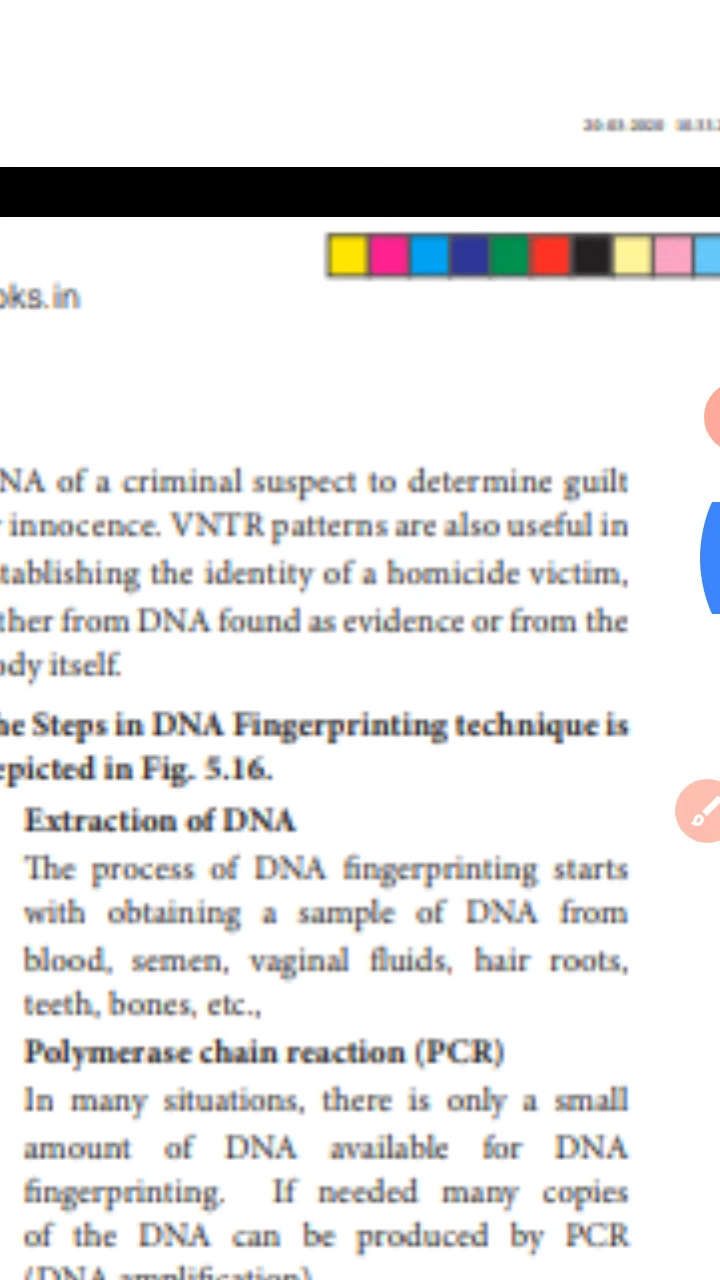 oks.in
NA of a criminal suspect to determine guilt
innocence. VNTR patterns are also useful in
tablishing the identity of a homicide victim,
ther from DNA found as evidence or from the
ody itself.
he Steps in DNA Fingerprinting technique is
epicted in Fig. 5.16.
Extraction of DNA
The process of DNA fingerprinting starts
with obtaining a sample of DNA from
blood, semen, vaginal fluids, hair roots,
teeth, bones, etc.,
Polymerase chain reaction (PCR)
In many situations, there is only a small
amount of DNA available for DNA
fingerprinting. If needed many copies
of the DNA can be produced by PCR
(DNA amplification)